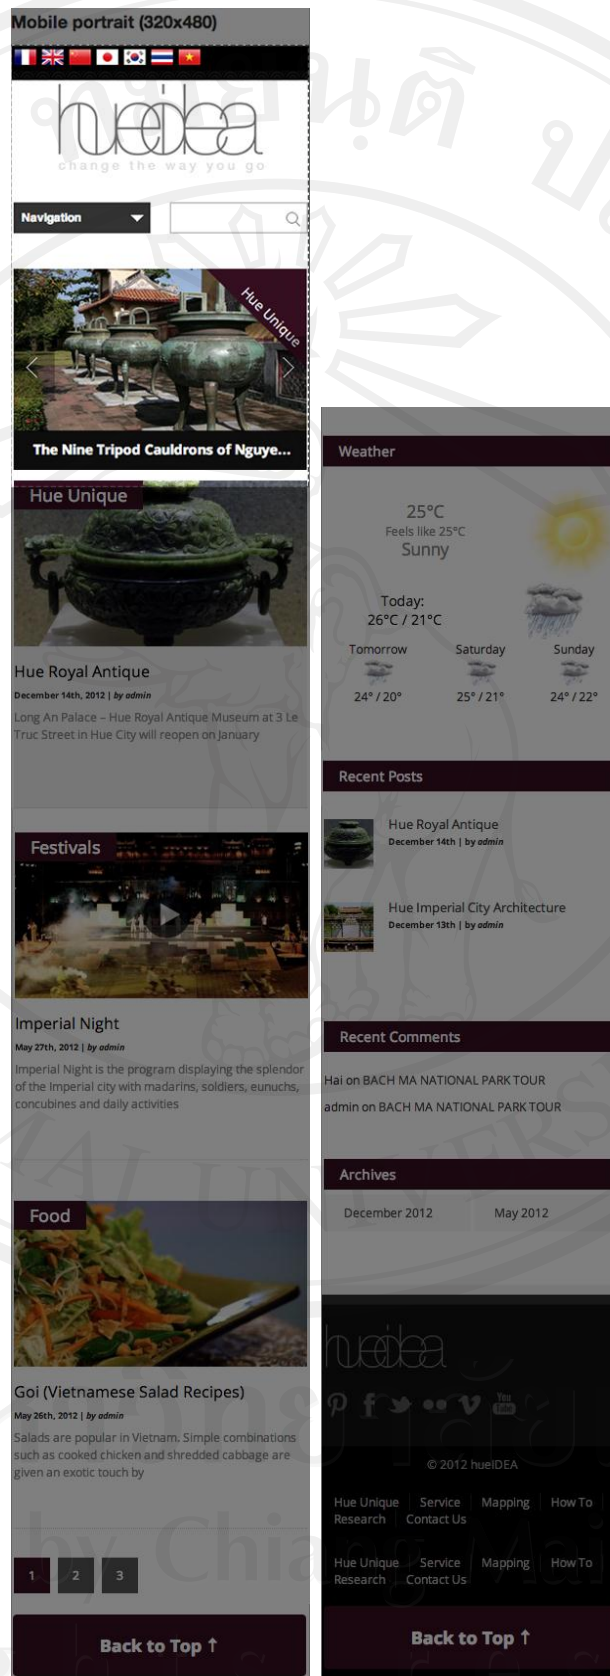 Mobile portrait (320x480)
hueidea
change the way you go
Navigation
Hue Unique
The Nine Tripod Cauldrons of Nguye...
Hue Unique
Hue Royal Antique
December 14th, 2012 | by admin
Long An Palace – Hue Royal Antique Museum at 3 Le
Truc Street in Hue City will reopen on January
Festivals
Imperial Night
May 27th, 2012 | by admin
Imperial Night is the program displaying the splendor
of the Imperial city with madarins, soldiers, eunuchs,
concubines and daily activities
Food
Goi (Vietnamese Salad Recipes)
May 26th, 2012 | by admin
Salads are popular in Vietnam. Simple combinations
such as cooked chicken and shredded cabbage are
given an exotic touch by
1 2 3
Back to Top ↑
Weather
25°C
Feels like 25°C
Sunny
Today:
26°C / 21°C
Tomorrow Saturday Sunday
24° / 20° 25° / 21° 24° / 22°
Recent Posts
Hue Royal Antique
December 14th | by admin
Hue Imperial City Architecture
December 13th | by admin
Recent Comments
Hai on BACH MA NATIONAL PARK TOUR
admin on BACH MA NATIONAL PARK TOUR
Archives
December 2012 May 2012
hueidea
You
Tube
© 2012 hueIDEA
Hue Unique Service Mapping How To
Research Contact Us
Hue Unique Service Mapping How To
Research Contact Us
Back to Top ↑
by Chiang Mai